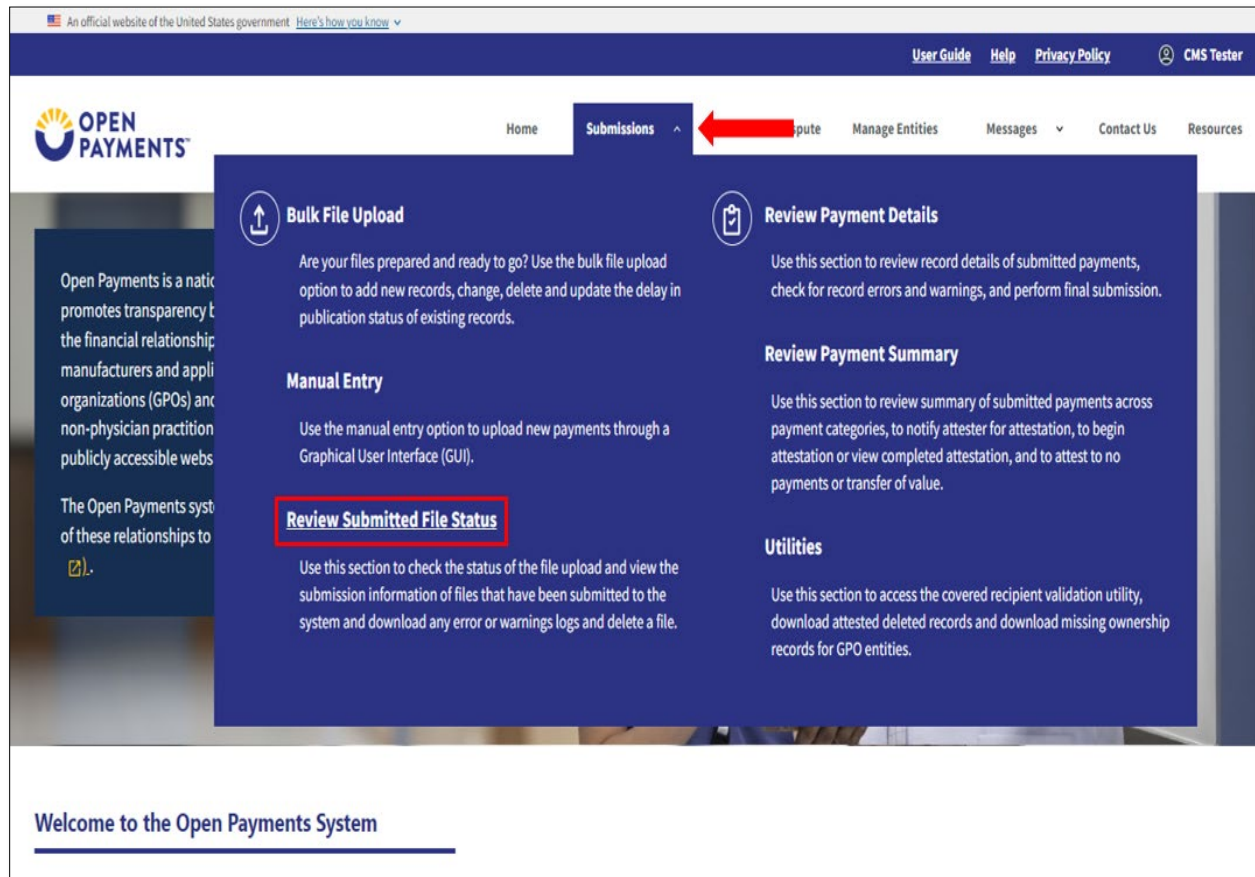 An official website of the United States government Here's how you know
User Guide Help Privacy Policy CMS Tester
OPEN
PAYMENTS™
Home Submissions Manage Entities Messages Contact Us Resources
Bulk File Upload
Are your files prepared and ready to go? Use the bulk file upload
option to add new records, change, delete and update the delay in
publication status of existing records.
Manual Entry
Use the manual entry option to upload new payments through a
Graphical User Interface (GUI).
Review Submitted File Status
Use this section to check the status of the file upload and view the
submission information of files that have been submitted to the
system and download any error or warnings logs and delete a file.
Review Payment Details
Use this section to review record details of submitted payments,
check for record errors and warnings, and perform final submission.
Review Payment Summary
Use this section to review summary of submitted payments across
payment categories, to notify attester for attestation, to begin
attestation or view completed attestation, and to attest to no
payments or transfer of value.
Utilities
Use this section to access the covered recipient validation utility,
download attested deleted records and download missing ownership
records for GPO entities.
Open Payments is a
promotes transparency
the financial
manufacturers and
organizations (GPOs)
non-physician
publicly accessible
The Open Payments
of these relationships to
).
Welcome to the Open Payments System